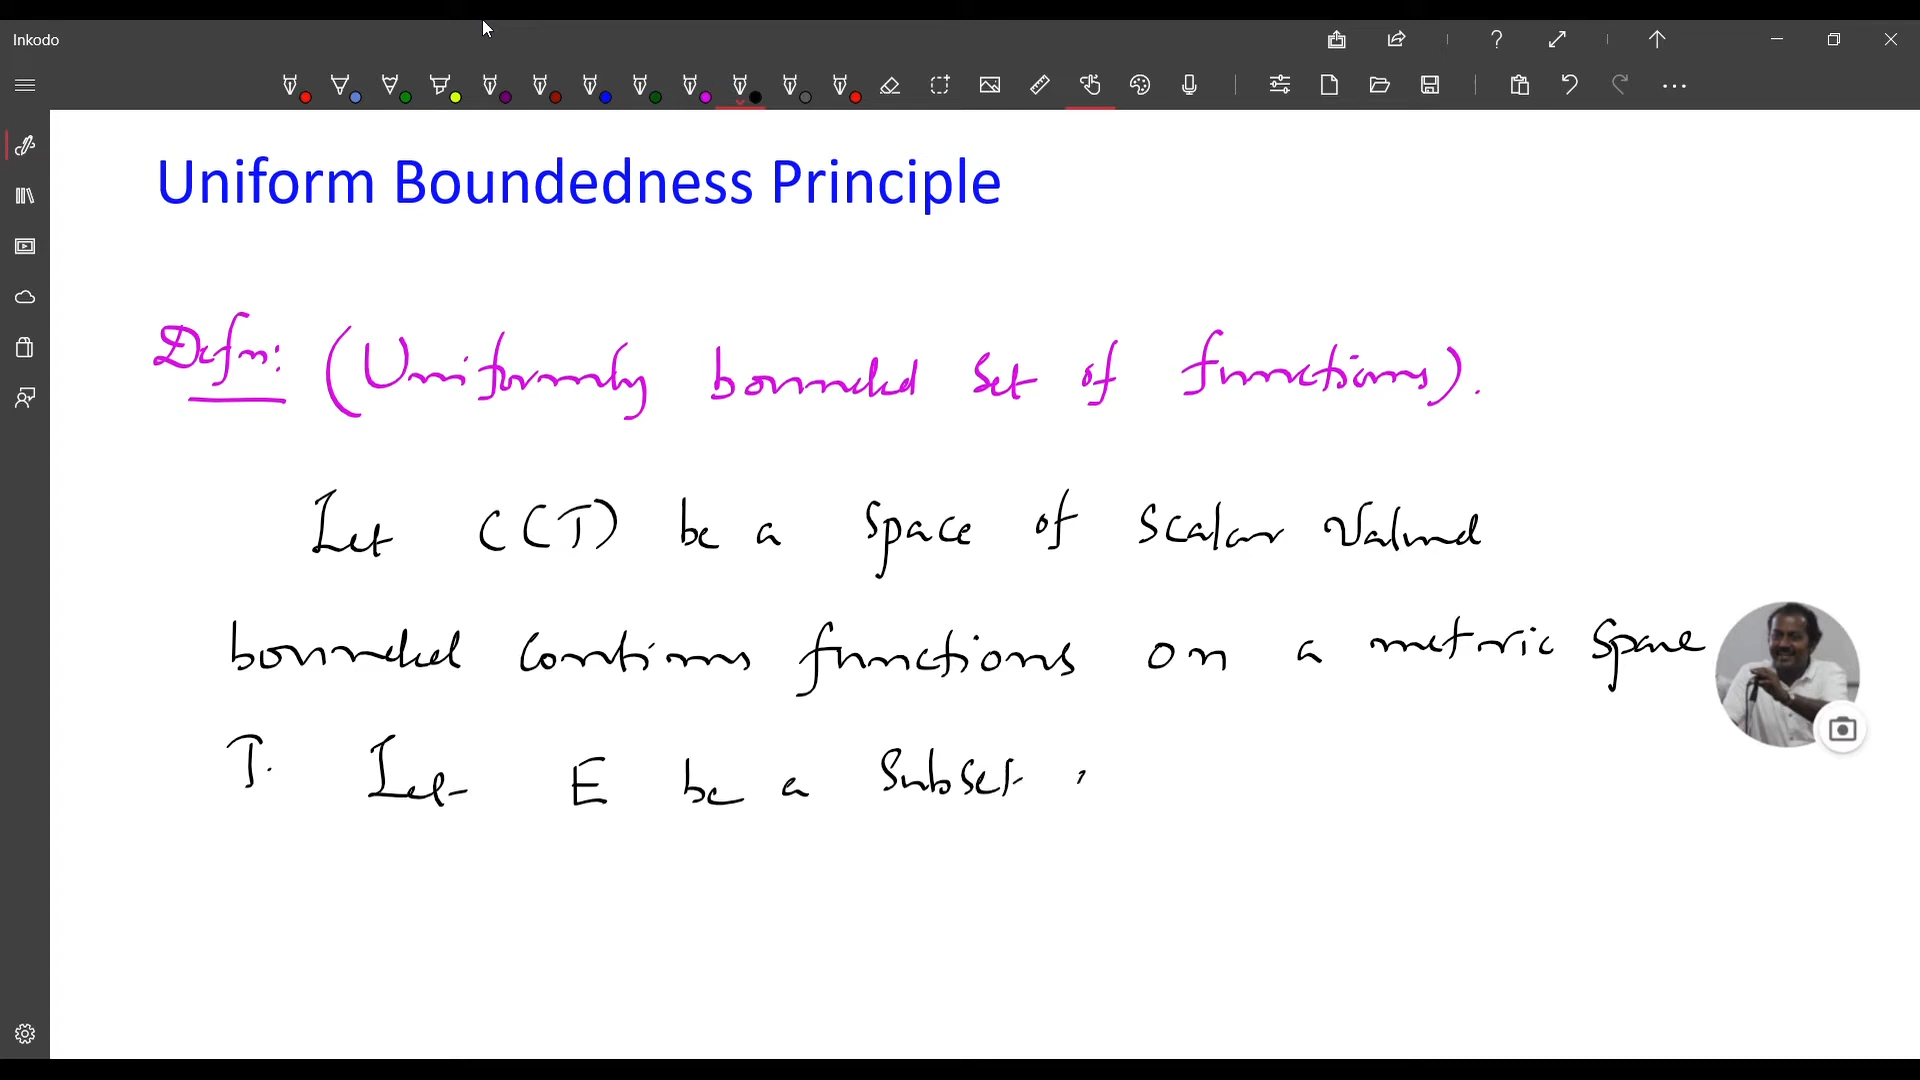 Inkodo
Uniform Boundedness Principle
Defn: (Uniformly bounded set of functions).
Let C(T) be a space of scalar valued
bounded continuous functions on a metric space
T. Let E be a subset